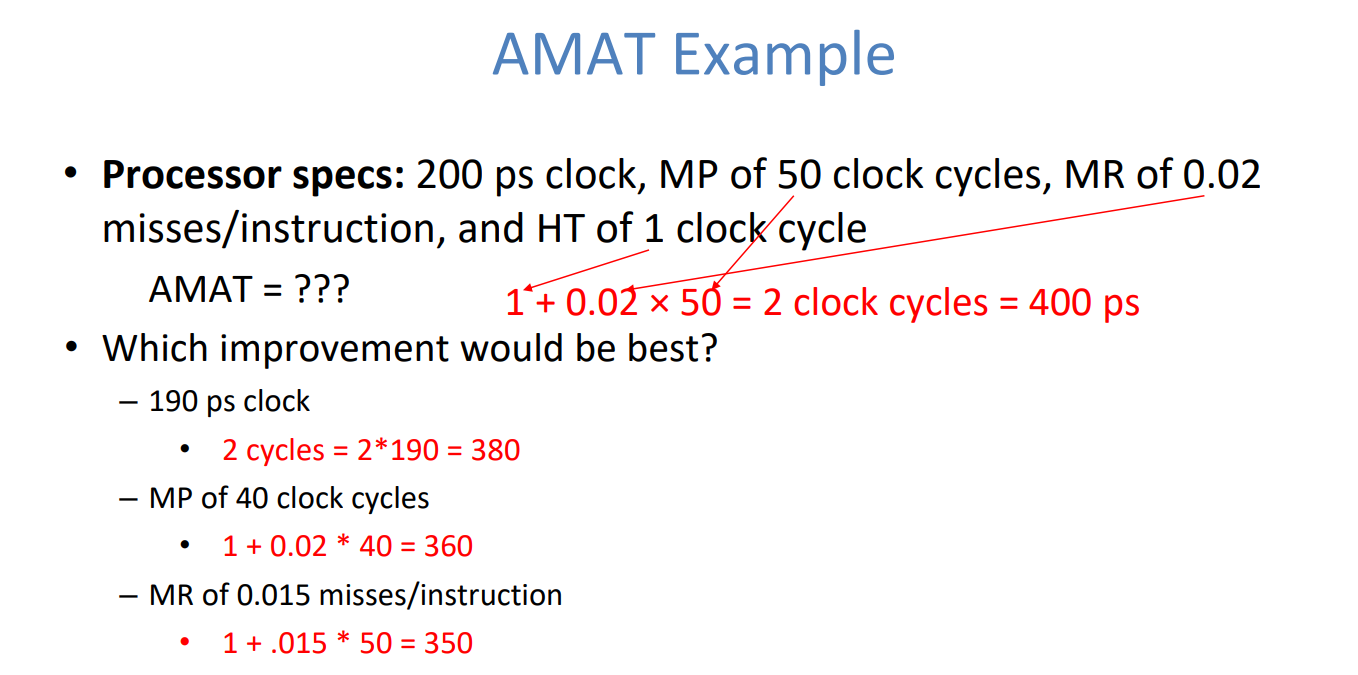 AMAT Example
• Processor specs: 200 ps clock, MP of 50 clock cycles, MR of 0.02
misses/instruction, and HT of 1 clock cycle
AMAT = ???
1 + 0.02 × 50 = 2 clock cycles = 400 ps
• Which improvement would be best?
– 190 ps clock
• 2 cycles = 2*190 = 380
– MP of 40 clock cycles
• 1 + 0.02 * 40 = 360
– MR of 0.015 misses/instruction
• 1 + .015 * 50 = 350